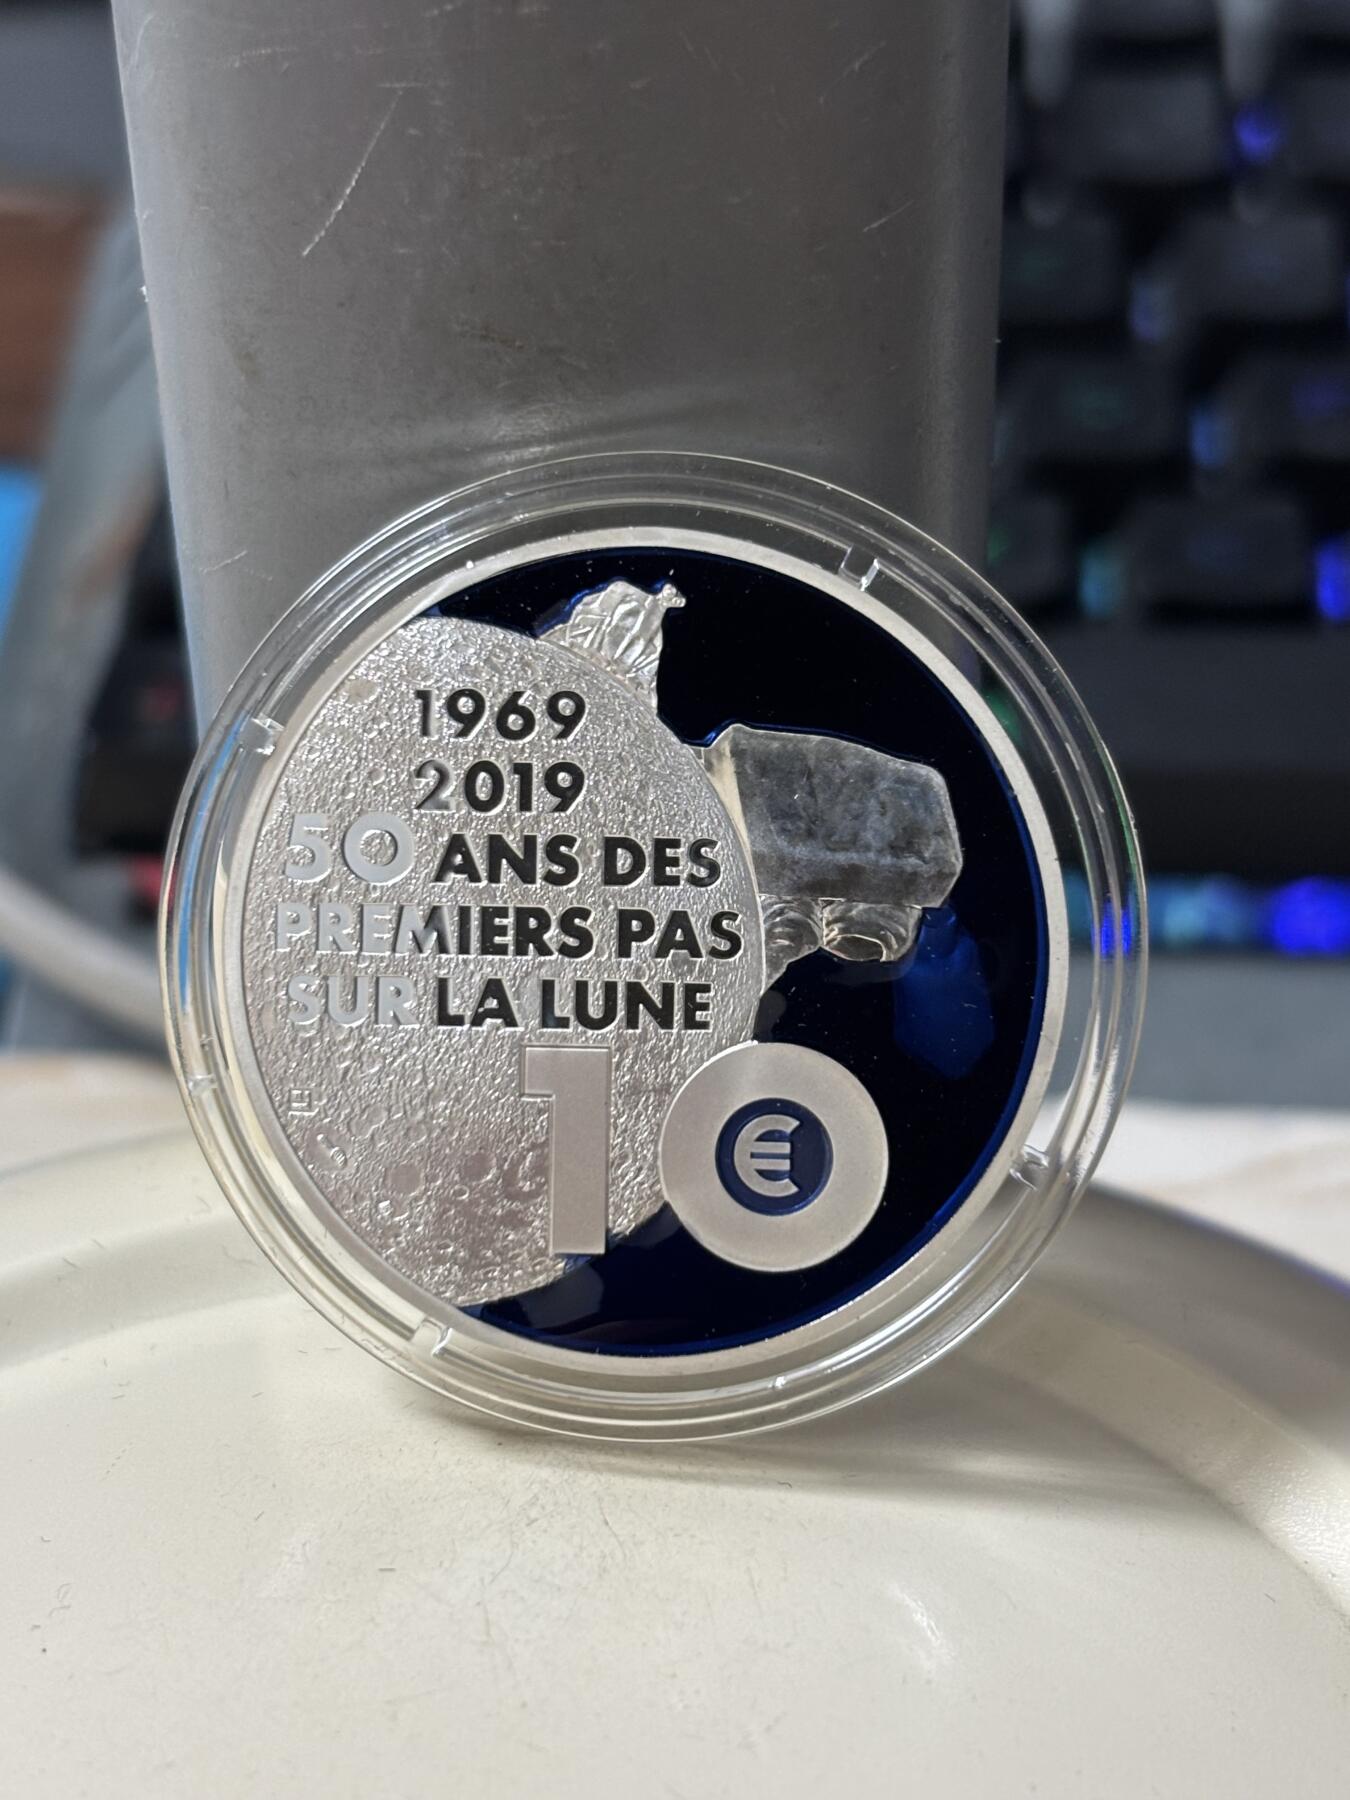 1969
2019
50 ANS DES
PREMIERS PAS
SUR LA LUNE
10
€